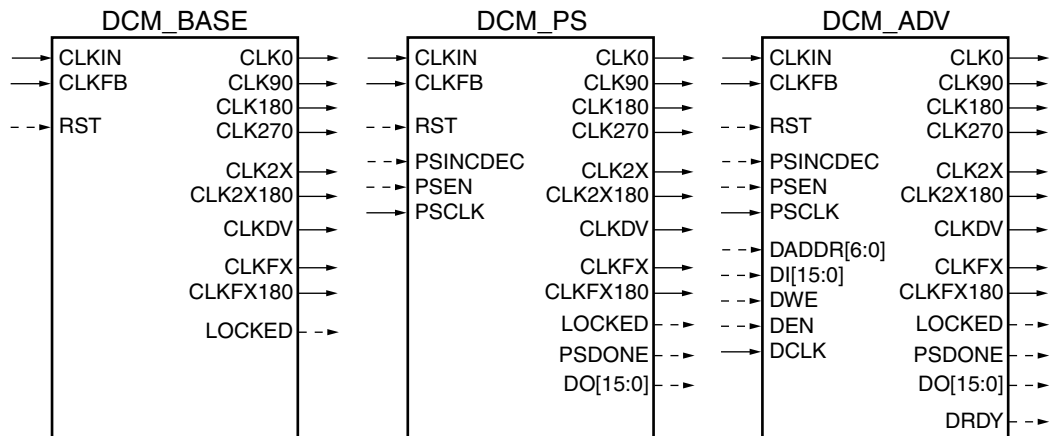 DCM_BASE
CLKIN
CLKFB
RST
CLK0
CLK90
CLK180
CLK270
CLK2X
CLK2X180
CLKDV
CLKFX
CLKFX180
LOCKED
DCM_PS
CLKIN
CLKFB
RST
PSINCDEC
PSEN
PSCLK
CLK0
CLK90
CLK180
CLK270
CLK2X
CLK2X180
CLKDV
CLKFX
CLKFX180
LOCKED
PSDONE
DO[15:0]
DCM_ADV
CLKIN
CLKFB
RST
PSINCDEC
PSEN
PSCLK
DADDR[6:0]
DI[15:0]
DWE
DEN
DCLK
CLK0
CLK90
CLK180
CLK270
CLK2X
CLK2X180
CLKDV
CLKFX
CLKFX180
LOCKED
PSDONE
DO[15:0]
DRDY